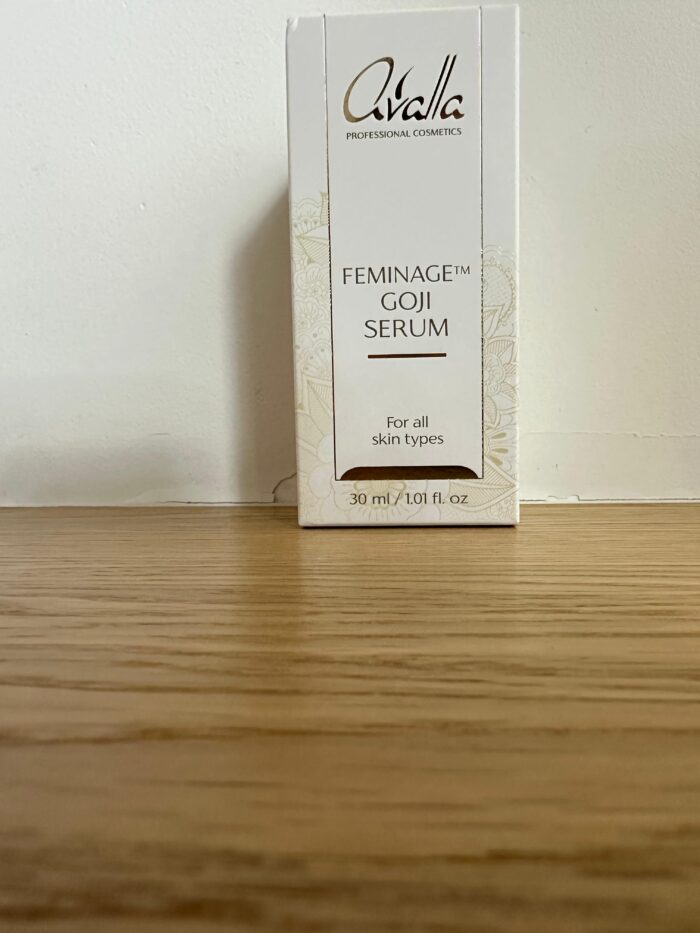 Avalla
PROFESSIONAL COSMETICS
FEMINAGE™
GOJI
SERUM
For all
skin types
30 ml / 1.01 fl. oz